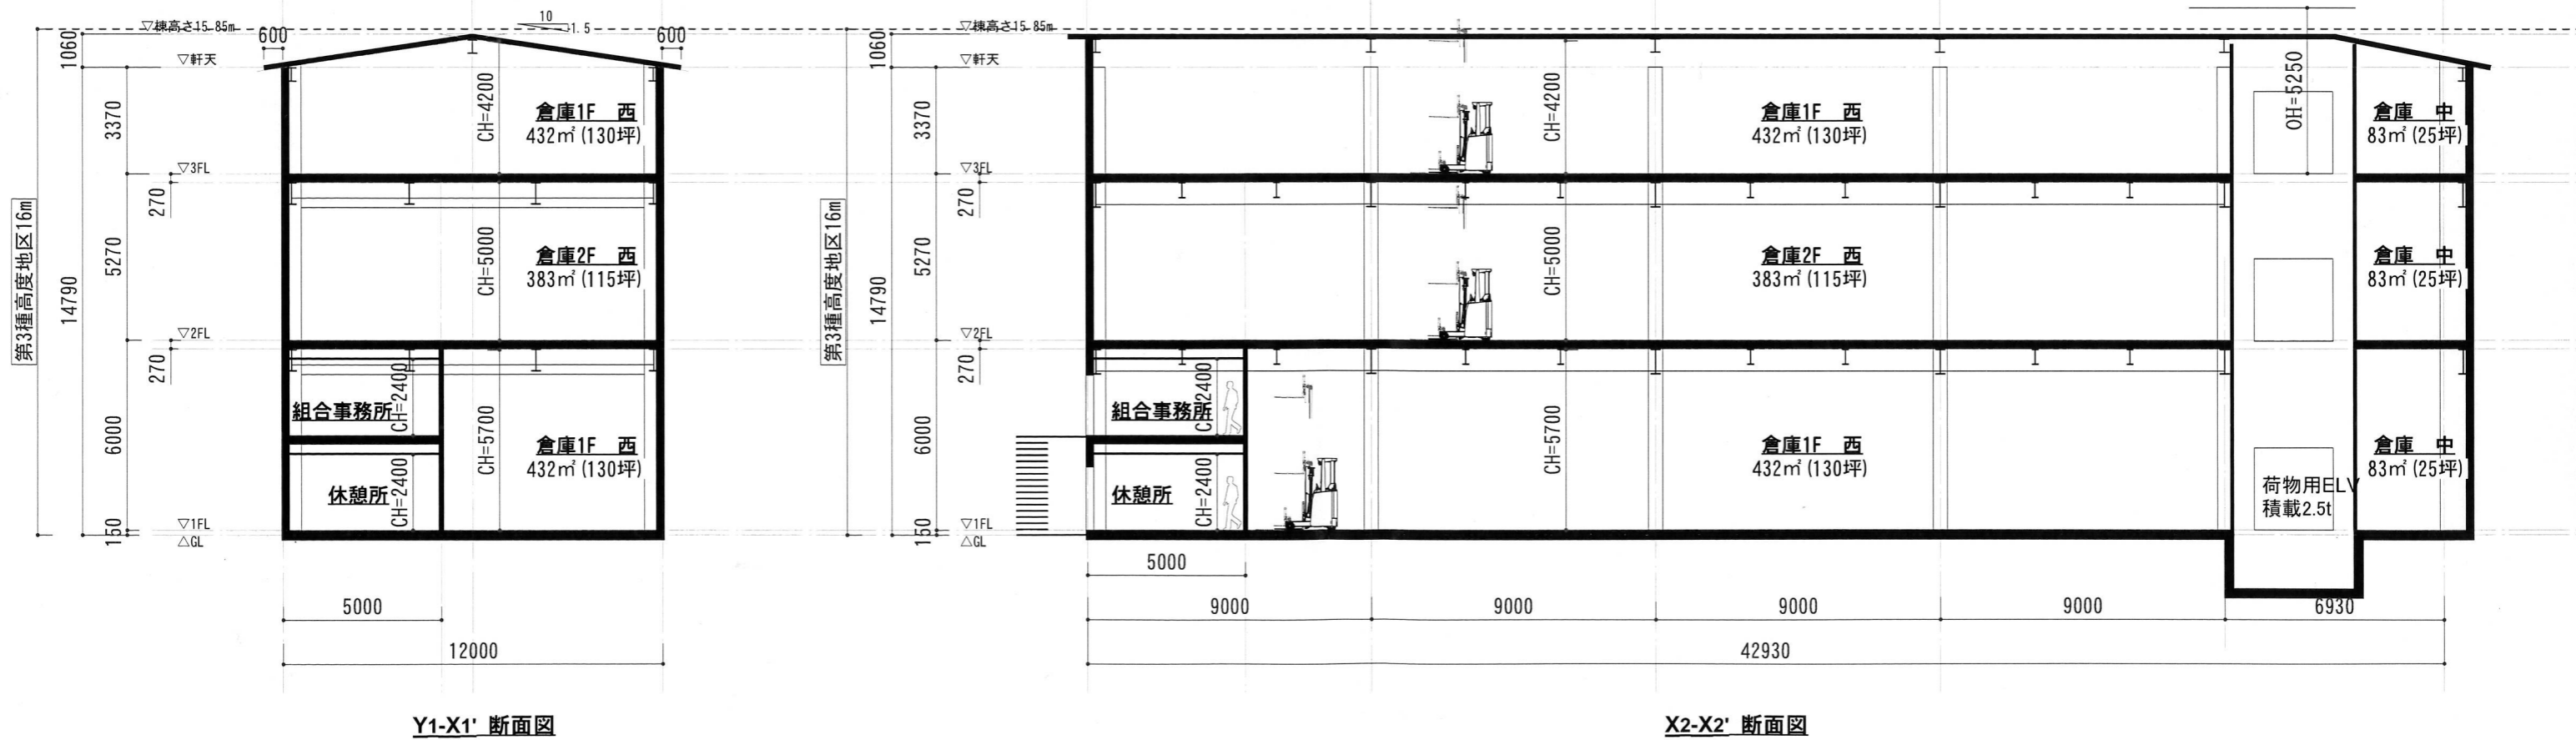 ▽棟高さ15.85m
10
1.5
600
600
1060
▽軒天
3370
CH=4200
倉庫1F 西
432㎡(130坪)
▽3FL
270
第3種高度地区16m
14790
5270
CH=5000
倉庫2F 西
383㎡(115坪)
▽2FL
270
組合事務所
CH=2400
6000
CH=5700
倉庫1F 西
432㎡(130坪)
休憩所
CH=2400
150
▽1FL
△GL
5000
12000
Y1-X1' 断面図
▽棟高さ15.85m
1060
▽軒天
3370
CH=4200
倉庫1F 西
432㎡(130坪)
OH=5250
倉庫 中
83㎡(25坪)
▽3FL
270
第3種高度地区16m
14790
5270
CH=5000
倉庫2F 西
383㎡(115坪)
倉庫 中
83㎡(25坪)
▽2FL
270
組合事務所
CH=2400
6000
CH=5700
倉庫1F 西
432㎡(130坪)
倉庫 中
83㎡(25坪)
休憩所
CH=2400
荷物用ELV
積載2.5t
150
▽1FL
△GL
5000
9000
9000
9000
9000
6930
42930
X2-X2' 断面図